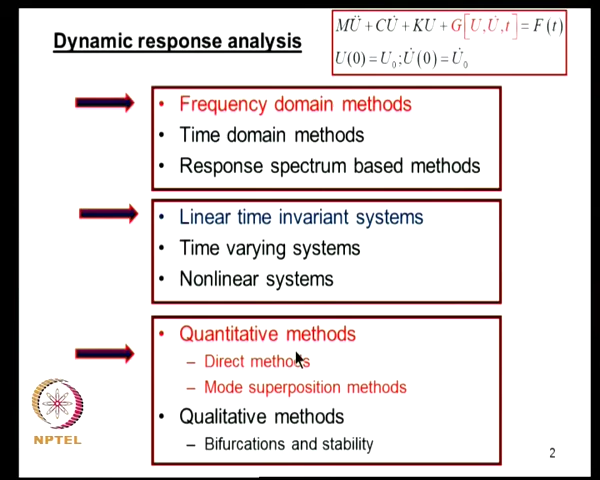 Dynamic response analysis
MÜ + CU̇ + KU + G[U,U̇,t] = F(t)
U(0) = U₀; U̇(0) = U̇₀
• Frequency domain methods
• Time domain methods
• Response spectrum based methods
• Linear time invariant systems
• Time varying systems
• Nonlinear systems
• Quantitative methods
– Direct methods
– Mode superposition methods
• Qualitative methods
– Bifurcations and stability
NPTEL
2